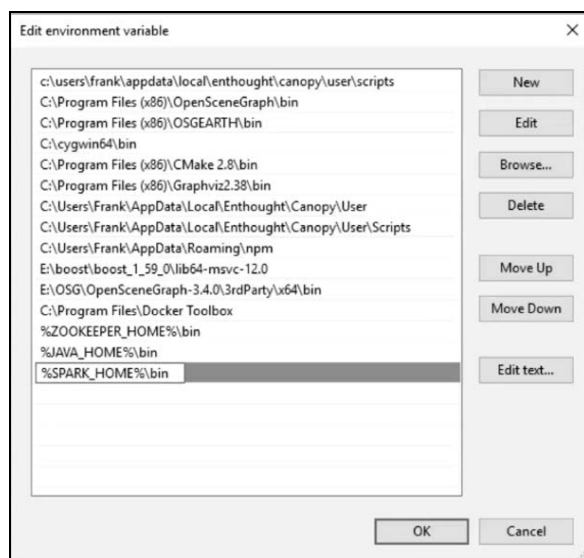 Edit environment variable
c:\users\frank\appdata\local\enthought\canopy\user\scripts
C:\Program Files (x86)\OpenSceneGraph\bin
C:\Program Files (x86)\OSGEARTH\bin
C:\cygwin64\bin
C:\Program Files (x86)\CMake 2.8\bin
C:\Program Files (x86)\Graphviz2.38\bin
C:\Users\Frank\AppData\Local\Enthought\Canopy\User
C:\Users\Frank\AppData\Local\Enthought\Canopy\User\Scripts
C:\Users\Frank\AppData\Roaming\npm
E:\boost\boost_1_59_0\lib64-msvc-12.0
E:\OSG\OpenSceneGraph-3.4.0\3rdParty\x64\bin
C:\Program Files\Docker Toolbox
%ZOOKEEPER_HOME%\bin
%JAVA_HOME%\bin
%SPARK_HOME%\bin
New
Edit
Browse...
Delete
Move Up
Move Down
Edit text...
OK
Cancel